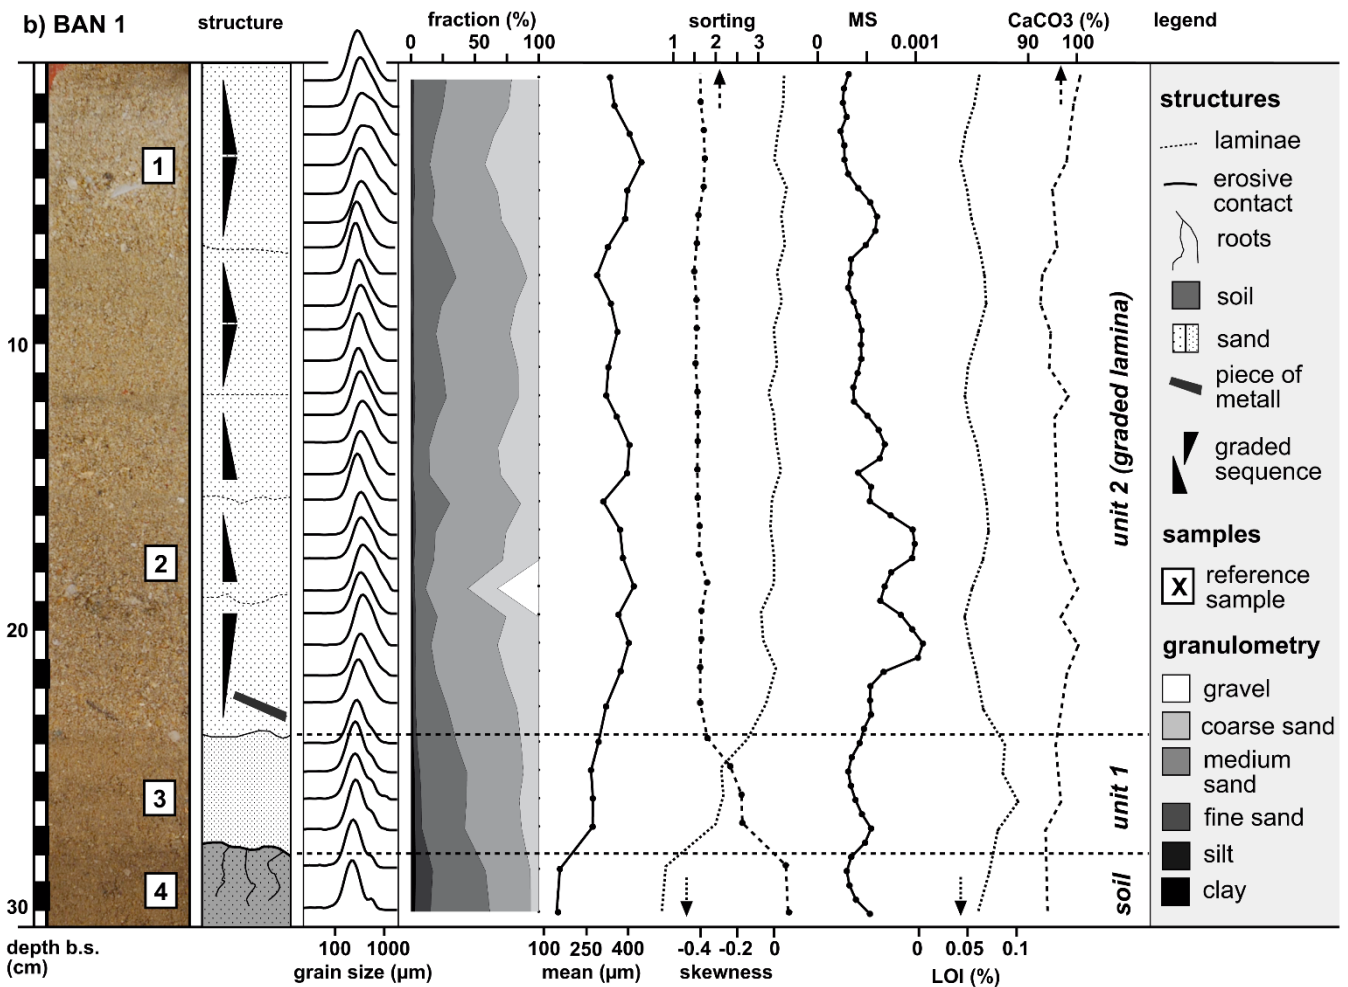 b) BAN 1
structure
fraction (%)
sorting
MS
CaCO3 (%)
legend
0 50 100
1 2 3
0 0.001
90 100
structures
laminae
erosive
contact
roots
soil
sand
piece of
metall
graded
sequence
samples
X
reference
sample
granulometry
gravel
coarse sand
medium
sand
fine sand
silt
clay
1
2
3
4
10
20
30
unit 2 (graded lamina)
unit 1
soil
depth b.s.
(cm)
100 1000
grain size (µm)
100 250 400
mean (µm)
-0.4 -0.2 0
skewness
0 0.05 0.1
LOI (%)